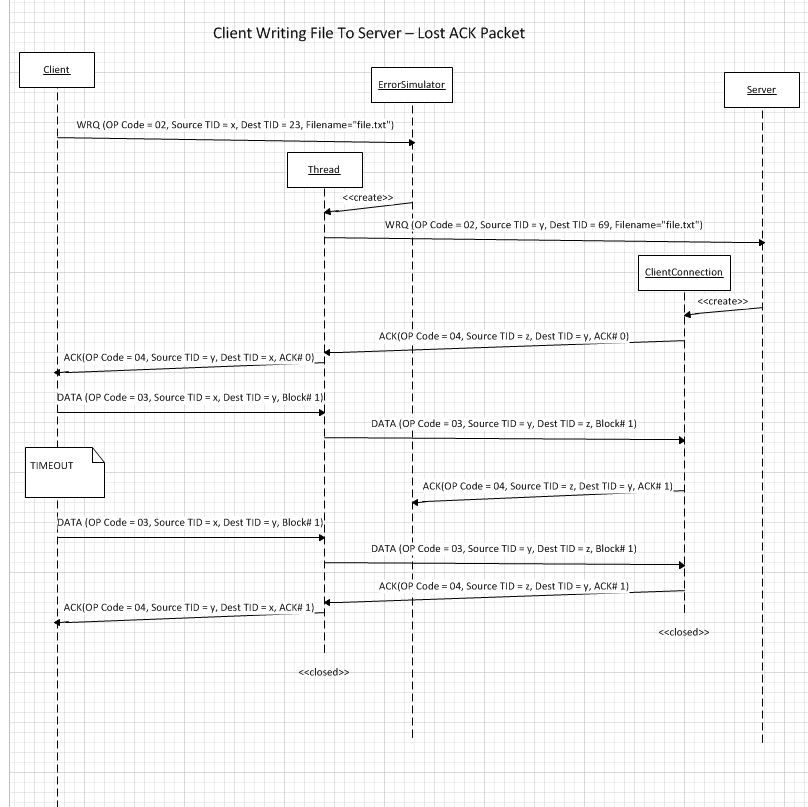 Client Writing File To Server – Lost ACK Packet
Client
ErrorSimulator
Server
WRQ (OP Code = 02, Source TID = x, Dest TID = 23, Filename="file.txt")
Thread
<<create>>
WRQ (OP Code = 02, Source TID = y, Dest TID = 69, Filename="file.txt")
ClientConnection
<<create>>
ACK(OP Code = 04, Source TID = z, Dest TID = y, ACK# 0)
ACK(OP Code = 04, Source TID = y, Dest TID = x, ACK# 0)
DATA (OP Code = 03, Source TID = x, Dest TID = y, Block# 1)
DATA (OP Code = 03, Source TID = y, Dest TID = z, Block# 1)
TIMEOUT
ACK(OP Code = 04, Source TID = z, Dest TID = y, ACK# 1)
DATA (OP Code = 03, Source TID = x, Dest TID = y, Block# 1)
DATA (OP Code = 03, Source TID = y, Dest TID = z, Block# 1)
ACK(OP Code = 04, Source TID = z, Dest TID = y, ACK# 1)
ACK(OP Code = 04, Source TID = y, Dest TID = x, ACK# 1)
<<closed>>
<<closed>>